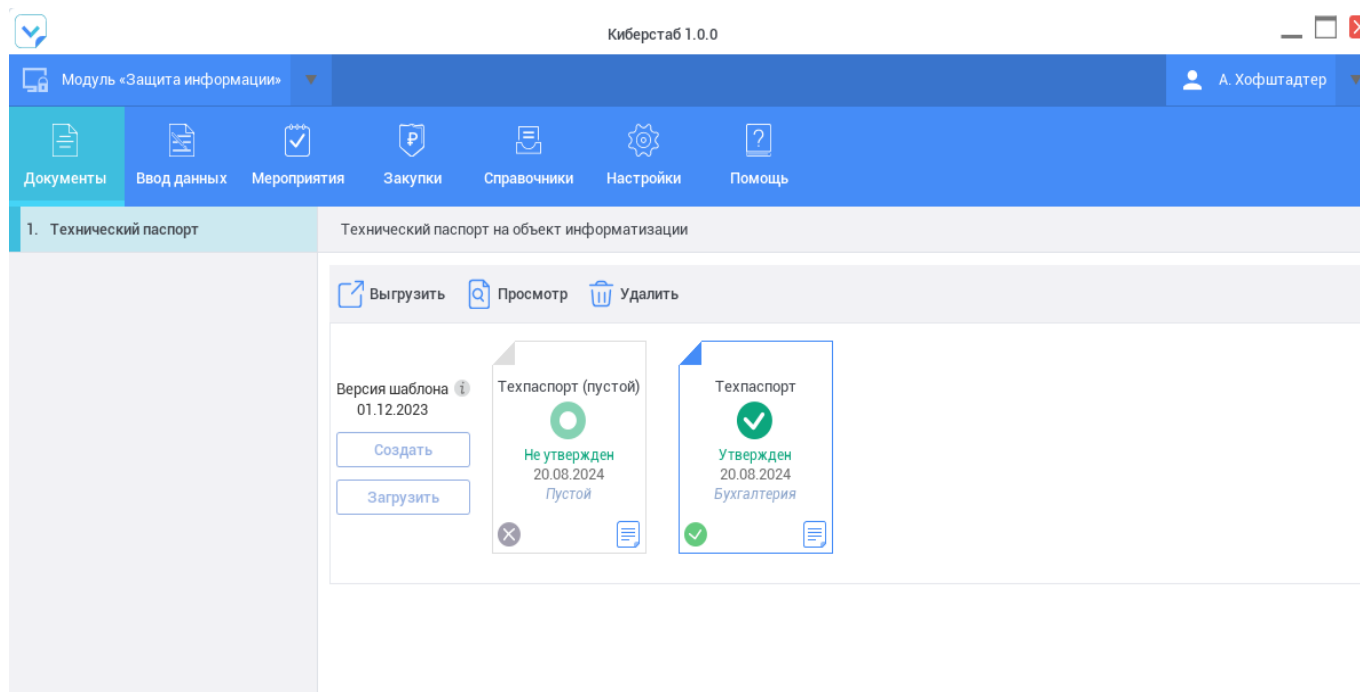 Киберстаб 1.0.0
Модуль «Защита информации»
А. Хофштадтер
Документы
Ввод данных
Мероприятия
Закупки
Справочники
Настройки
Помощь
1. Технический паспорт
Технический паспорт на объект информатизации
Выгрузить
Просмотр
Удалить
Версия шаблона i
01.12.2023
Создать
Загрузить
Техпаспорт (пустой)
Не утвержден
20.08.2024
Пустой
Техпаспорт
Утвержден
20.08.2024
Бухгалтерия